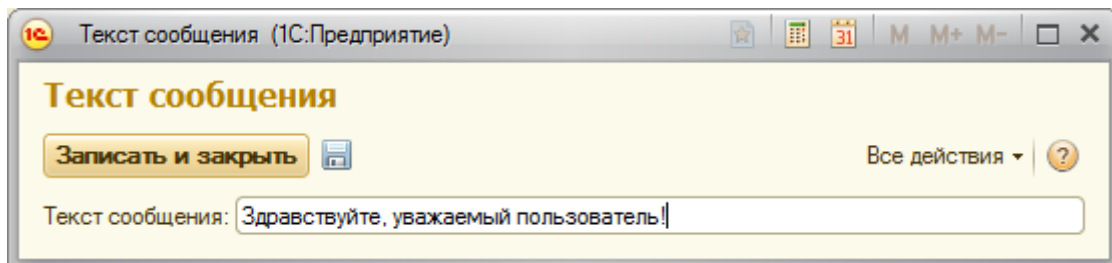 1С Текст сообщения (1С:Предприятие) 31 M M+ M-
Текст сообщения
Записать и закрыть Все действия ?
Текст сообщения: Здравствуйте, уважаемый пользователь!